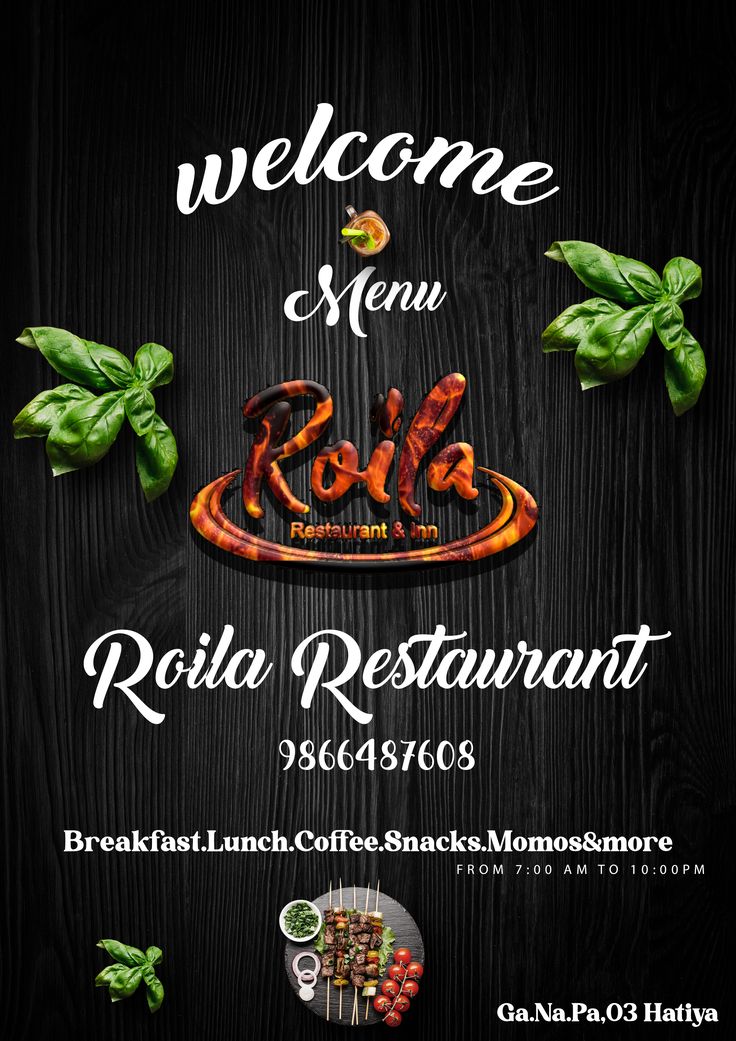 welcome
Menu
Roila
Restaurant & Inn
Roila Restaurant
9866487608
Breakfast.Lunch.Coffee.Snacks.Momos&more
FROM 7:00 AM TO 10:00PM
Ga.Na.Pa,03 Hatiya